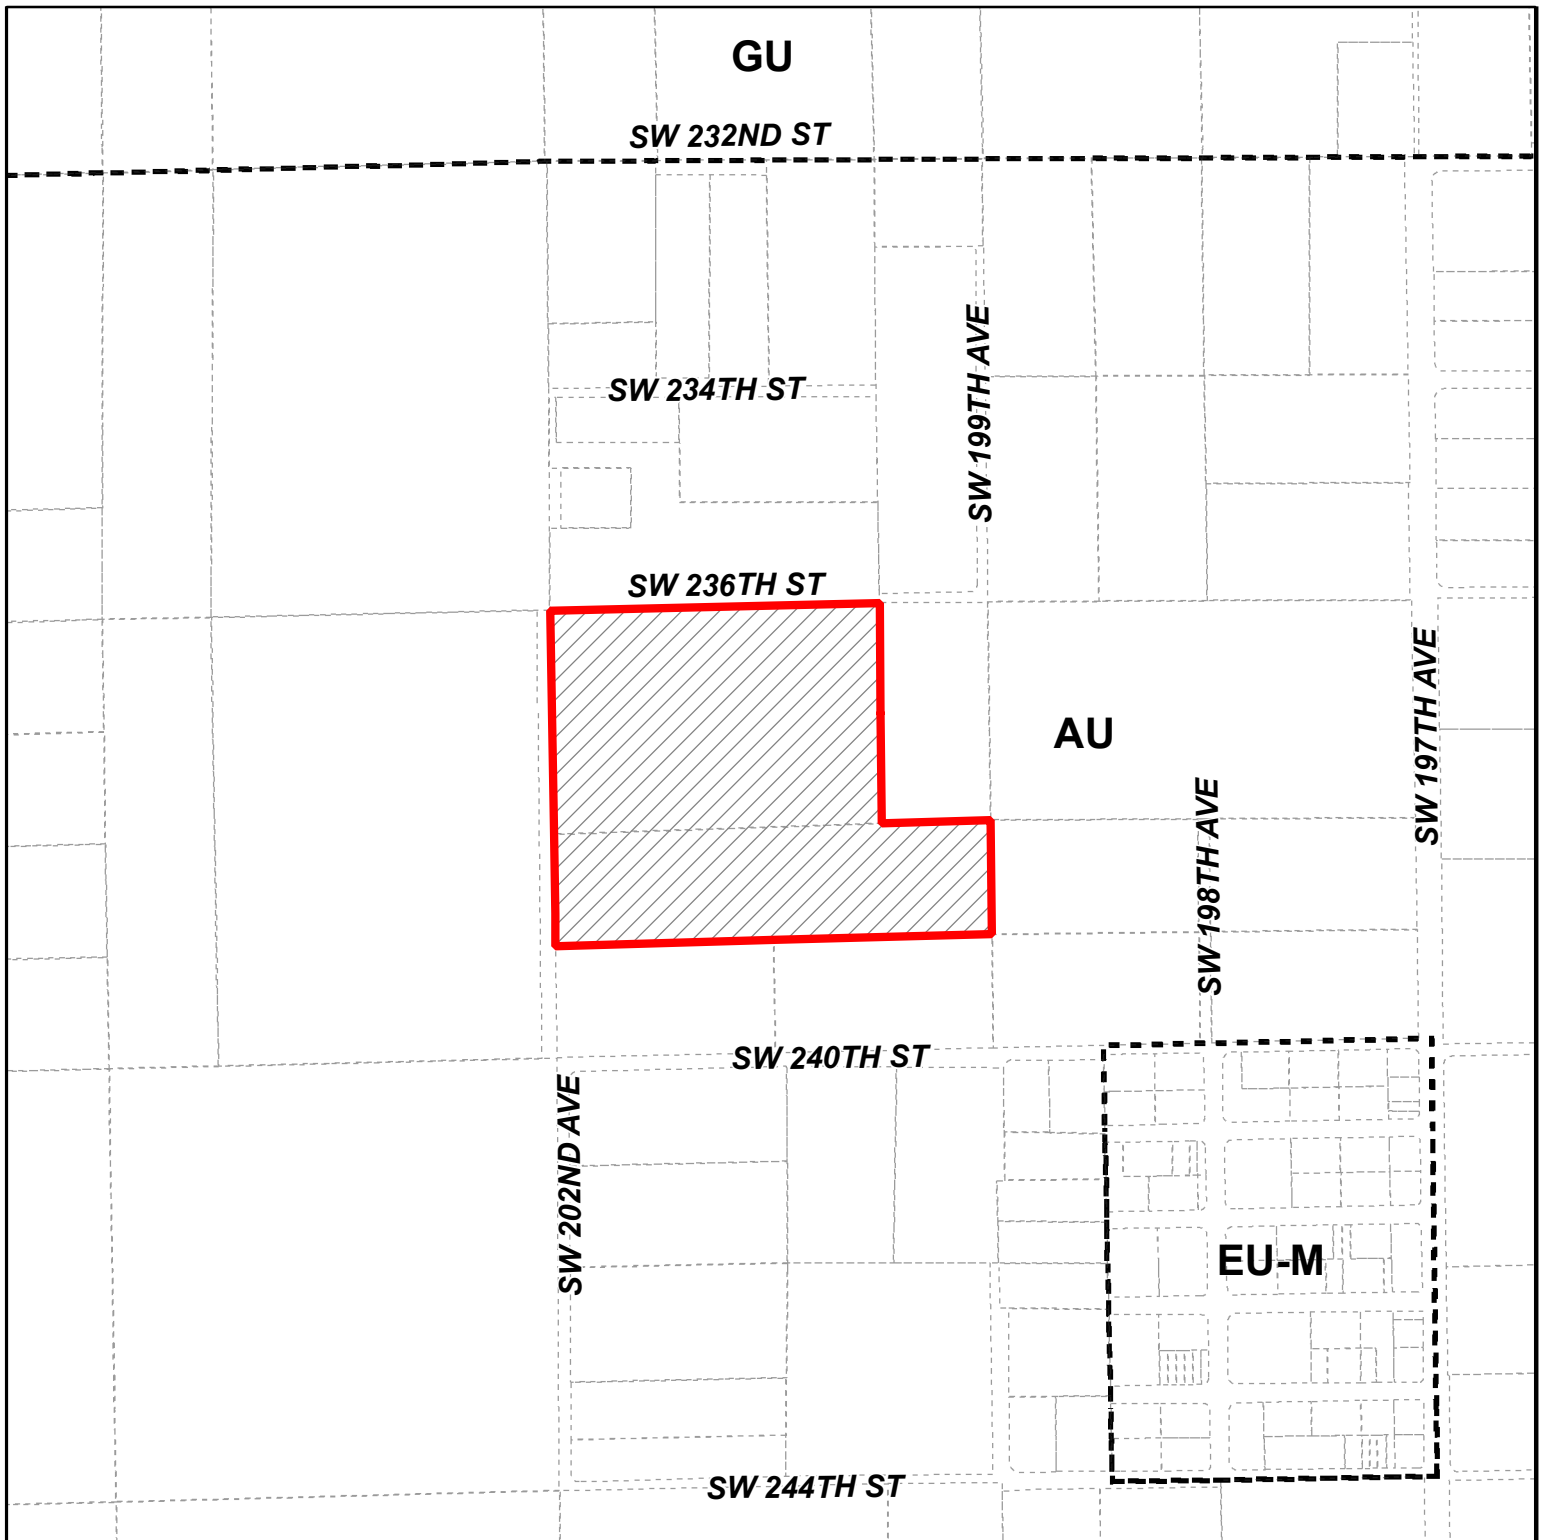 GU
SW 232ND ST
SW 234TH ST
SW 199TH AVE
SW 236TH ST
AU
SW 197TH AVE
SW 198TH AVE
SW 240TH ST
SW 202ND AVE
EU-M
SW 244TH ST